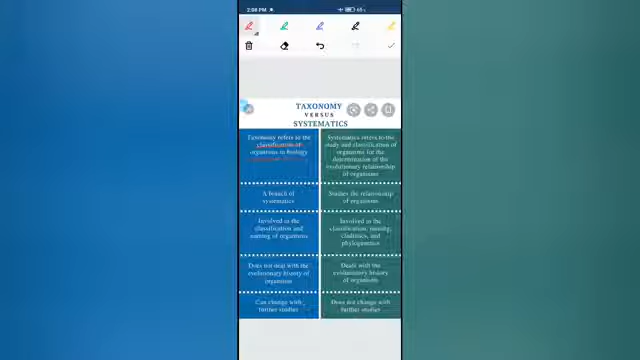 2:08 PM
TAXONOMY
VERSUS
SYSTEMATICS
Taxonomy refers to the
classification of
organisms in biology
Systematics refers to the
study and classification of
organisms for the
determination of the
evolutionary relationship
of organisms
A branch of
systematics
Studies the relationship
of organisms
Involved in the
classification and
naming of organisms
Involved in the
classification, naming,
cladistics, and
phylogenetics
Does not deal with the
evolutionary history of
organism
Deals with the
evolutionary history
of organisms
Can change with
further studies
Does not change with
further studies